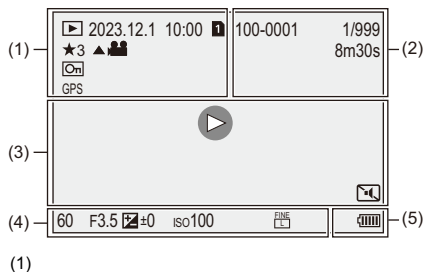 2023.12.1 10:00 1 100-0001 1/999
(1) (2)
★3 8m30s
GPS
(3)
(4) 60 F3.5 ±0 ISO100 FINE L (5)
(1)